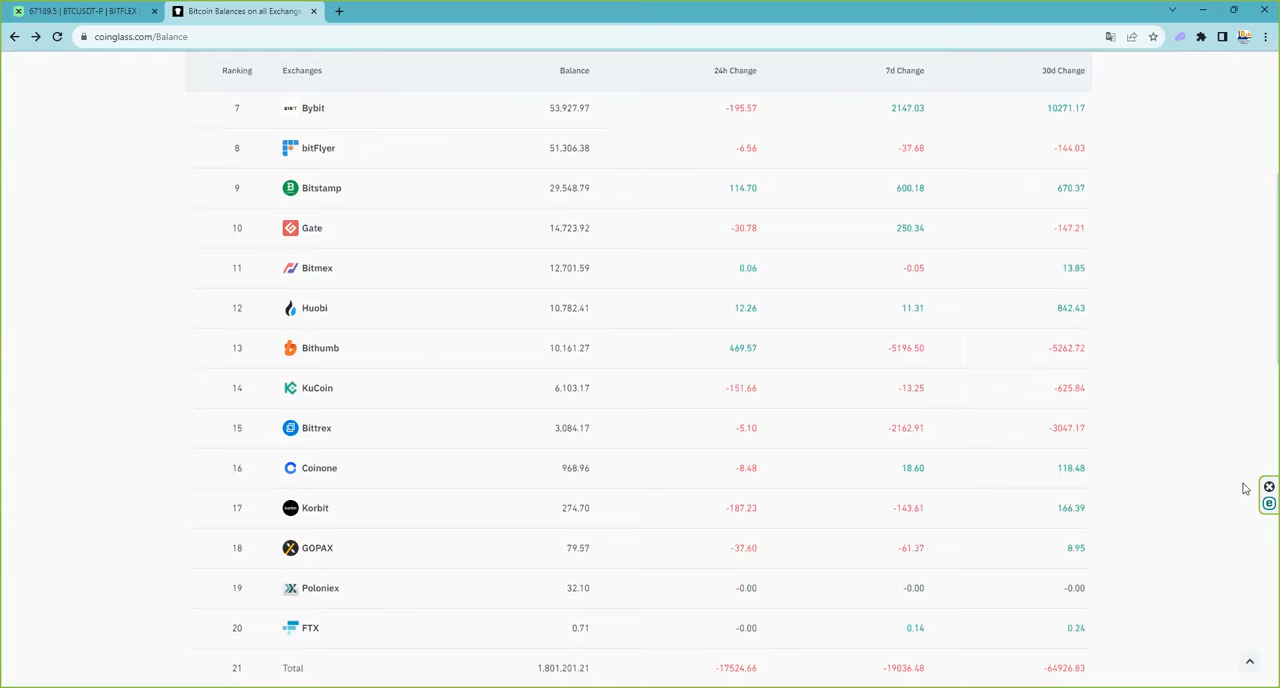 67189.5 | BTCUSDT-P | BITFLEX
Bitcoin Balances on all Exchange
coinglass.com/Balance
Ranking Exchanges Balance 24h Change 7d Change 30d Change
7 Bybit 53,927.97 -195.57 2147.03 10271.17
8 bitFlyer 51,306.38 -6.56 -37.68 -144.03
9 Bitstamp 29,548.79 114.70 600.18 670.37
10 Gate 14,723.92 -30.78 250.34 -147.21
11 Bitmex 12,701.59 0.06 -0.05 13.85
12 Huobi 10,782.41 12.26 11.31 842.43
13 Bithumb 10,161.27 469.57 -5196.50 -5262.72
14 KuCoin 6,103.17 -151.66 -13.25 -625.84
15 Bittrex 3,084.17 -5.10 -2162.91 -3047.17
16 Coinone 968.96 -8.48 18.60 118.48
17 Korbit 274.70 -187.23 -143.61 166.39
18 GOPAX 79.57 -37.60 -61.37 8.95
19 Poloniex 32.10 -0.00 -0.00 -0.00
20 FTX 0.71 -0.00 0.14 0.24
21 Total 1,801,201.21 -17524.66 -19036.48 -64926.83